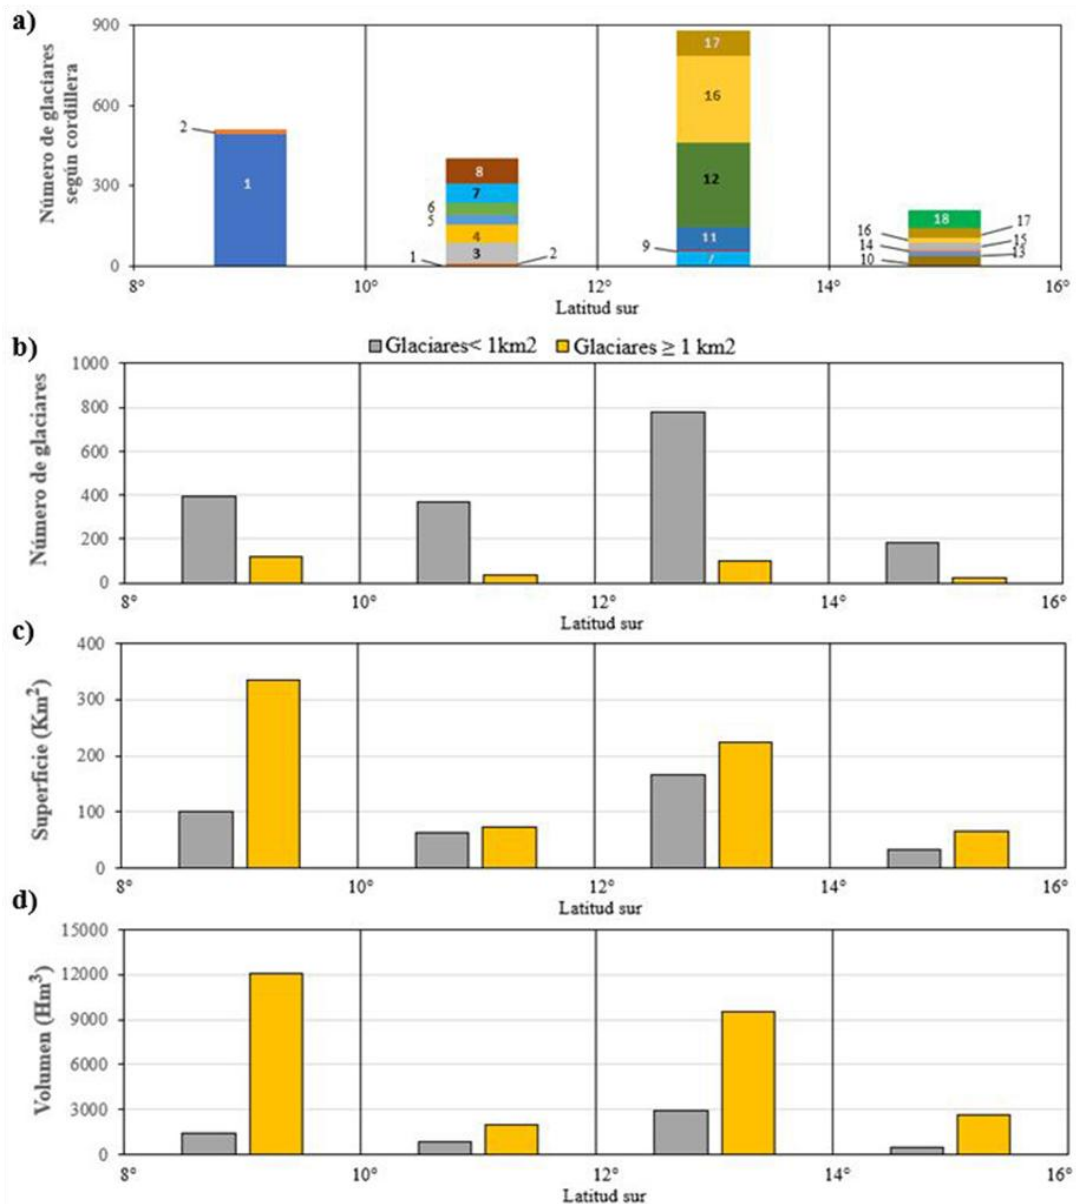 a)
Número de glaciares
según cordillera
900
600
300
0
2
1
8
7
6
5
4
3
1
2
17
16
12
11
9
7
18
16
17
14
15
10
13
8° 10° 12° 14° 16°
Latitud sur
b)
Glaciares< 1km2 Glaciares ≥ 1 km2
Número de glaciares
1000
800
600
400
200
0
8° 10° 12° 14° 16°
Latitud sur
c)
Superficie (Km²)
400
300
200
100
0
8° 10° 12° 14° 16°
Latitud sur
d)
Volumen (Hm³)
15000
12000
9000
6000
3000
0
8° 10° 12° 14° 16°
Latitud sur